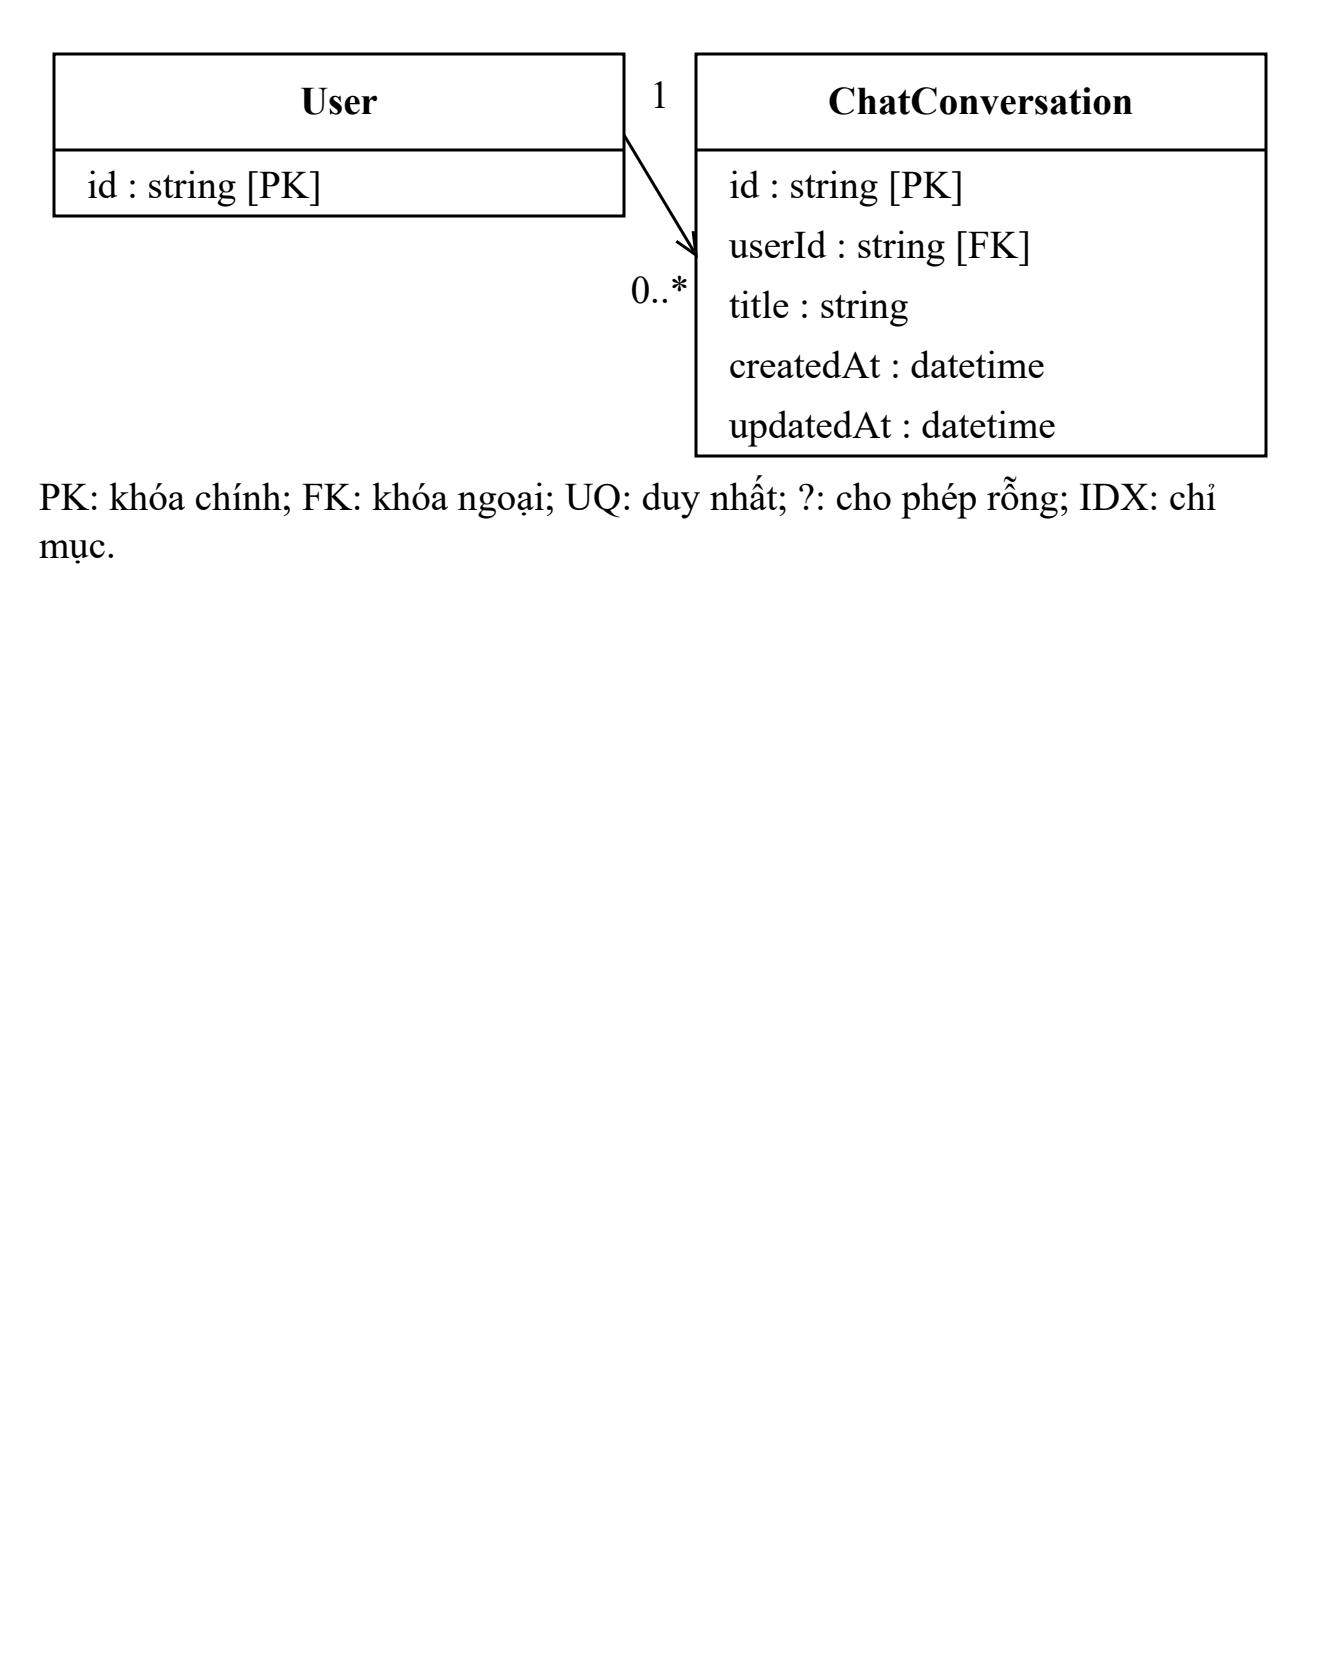 User
id : string [PK]
1
0..*
ChatConversation
id : string [PK]
userId : string [FK]
title : string
createdAt : datetime
updatedAt : datetime
PK: khóa chính; FK: khóa ngoại; UQ: duy nhất; ?: cho phép rỗng; IDX: chỉ
mục.